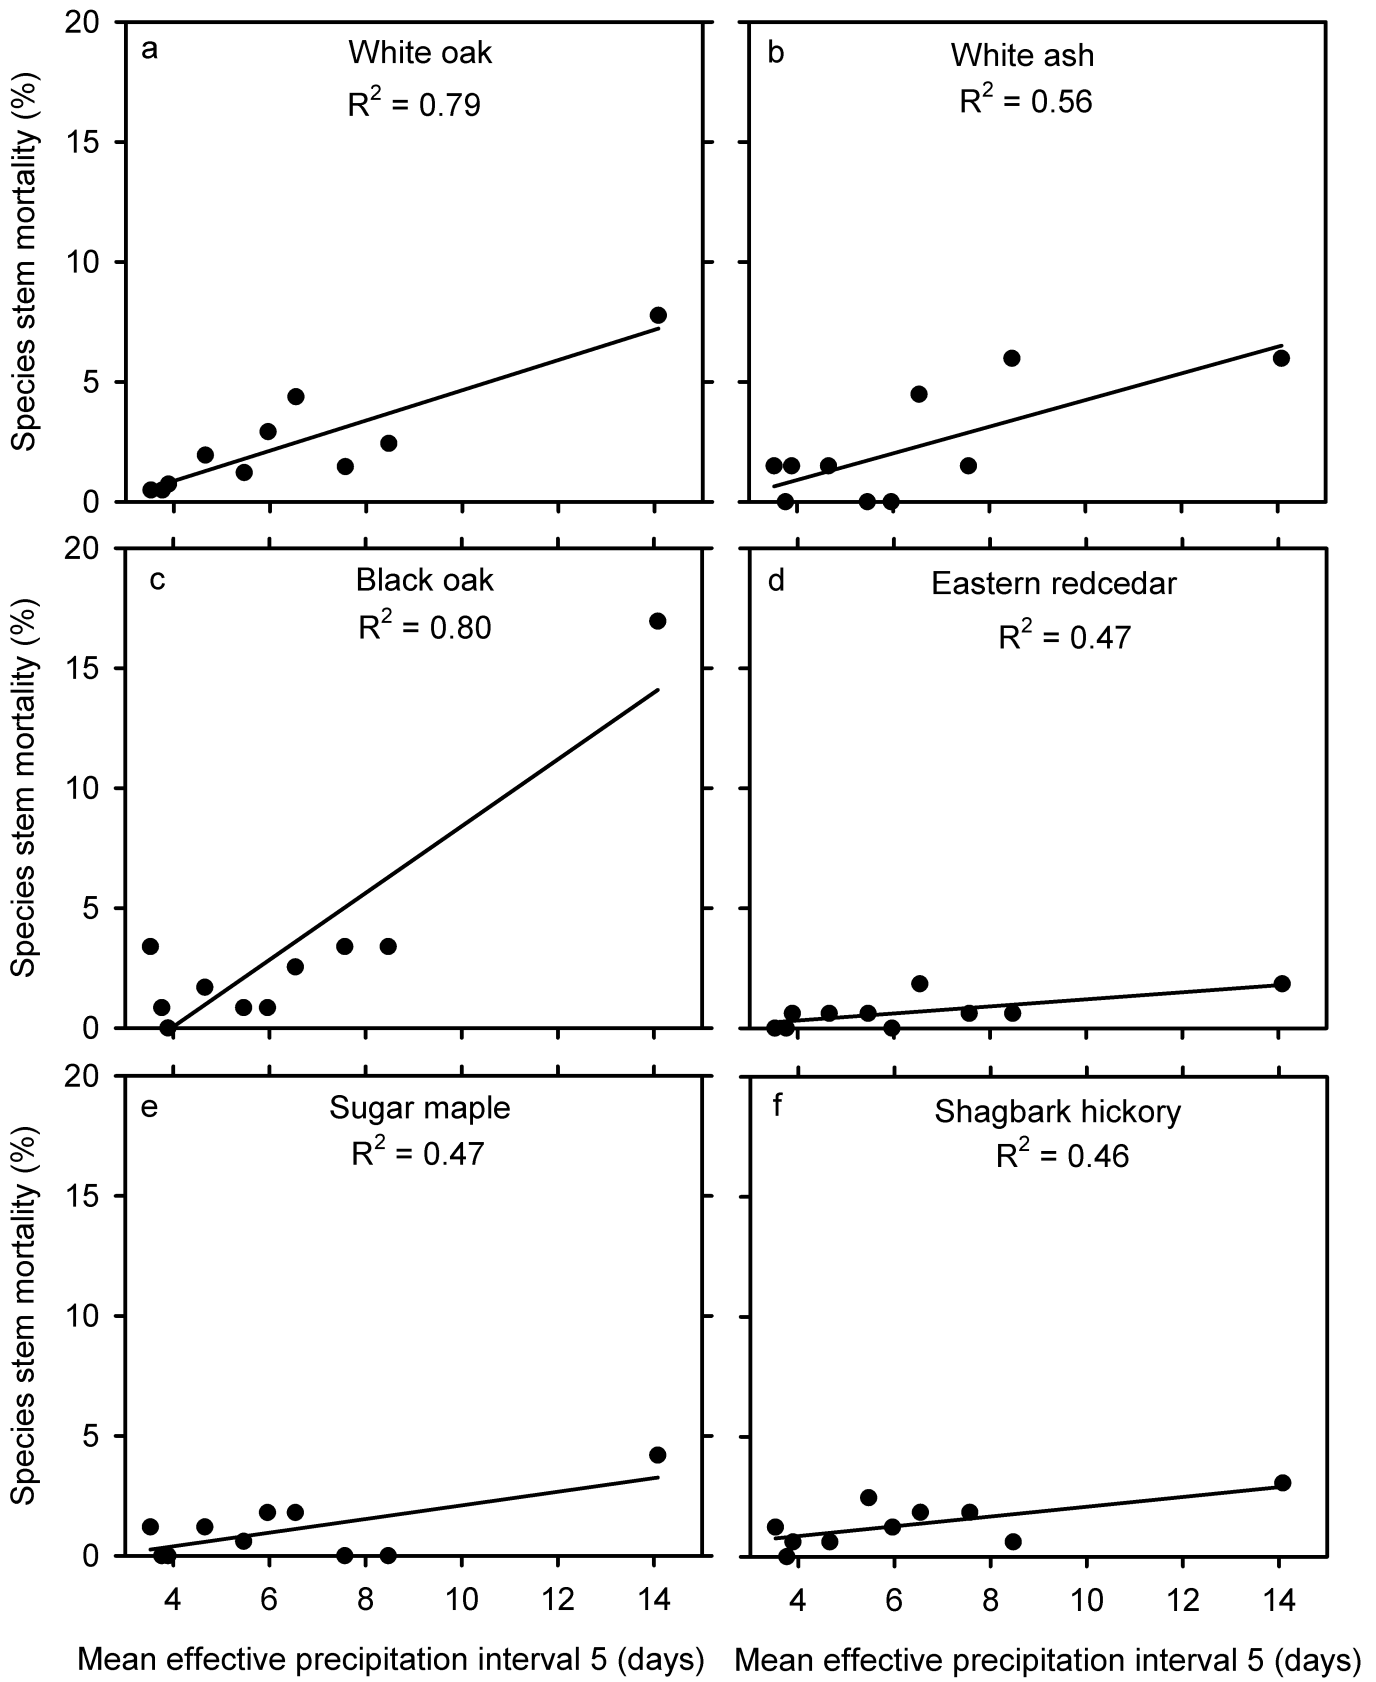 a
White oak
R² = 0.79
Species stem mortality (%)
20
15
10
5
0
b
White ash
R² = 0.56
c
Black oak
R² = 0.80
Species stem mortality (%)
20
15
10
5
0
d
Eastern redcedar
R² = 0.47
e
Sugar maple
R² = 0.47
Species stem mortality (%)
20
15
10
5
0
4 6 8 10 12 14
Mean effective precipitation interval 5 (days)
f
Shagbark hickory
R² = 0.46
4 6 8 10 12 14
Mean effective precipitation interval 5 (days)